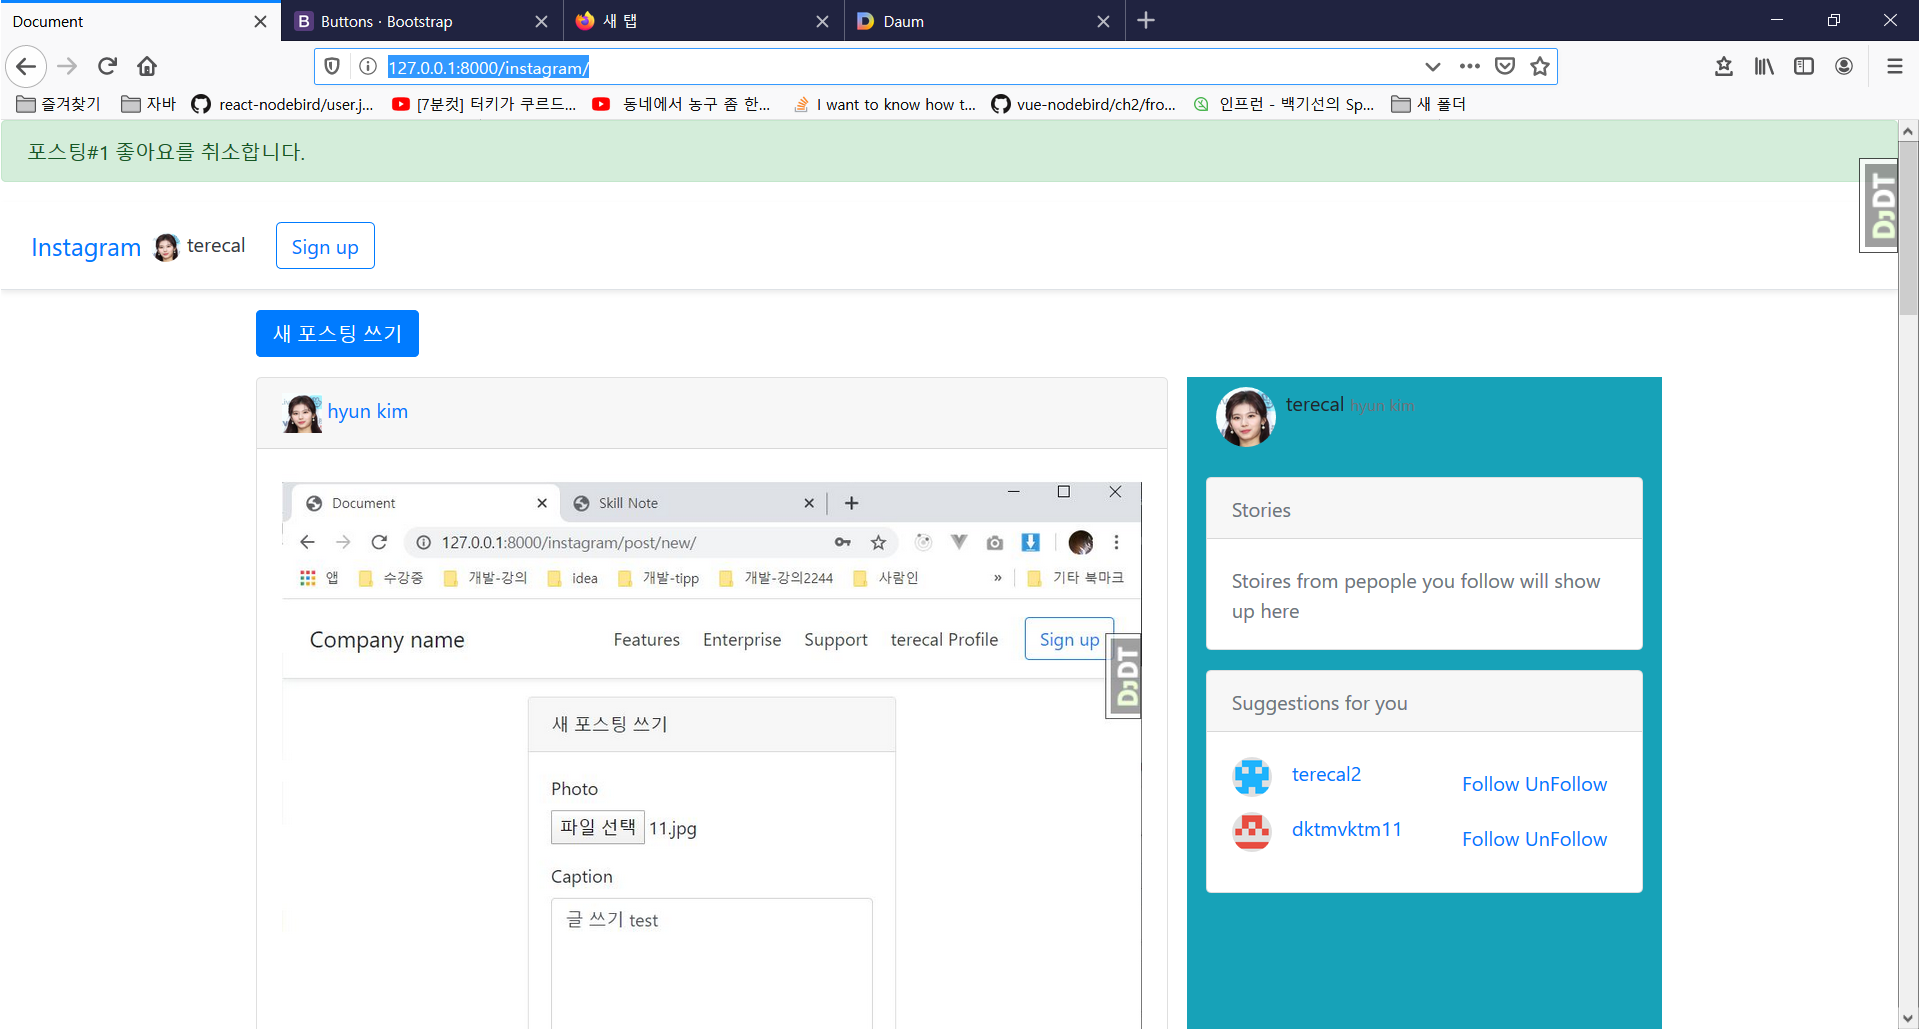 Document
Buttons · Bootstrap
새 탭
Daum
127.0.0.1:8000/instagram/
즐겨찾기
자바
react-nodebird/user.j...
[7분컷] 터키가 쿠르드...
동네에서 농구 좀 한...
I want to know how t...
vue-nodebird/ch2/fro...
인프런 - 백기선의 Sp...
새 폴더
포스팅#1 좋아요를 취소합니다.
DjDT
Instagram
terecal
Sign up
새 포스팅 쓰기
hyun kim
Document
Skill Note
127.0.0.1:8000/instagram/post/new/
앱
수강중
개발-강의
idea
개발-tipp
개발-강의2244
사람인
»
기타 북마크
Company name
Features
Enterprise
Support
terecal Profile
Sign up
DjDT
새 포스팅 쓰기
Photo
파일 선택 11.jpg
Caption
글 쓰기 test
terecal hyun kim
Stories
Stoires from pepople you follow will show
up here
Suggestions for you
terecal2
Follow UnFollow
dktmvktm11
Follow UnFollow